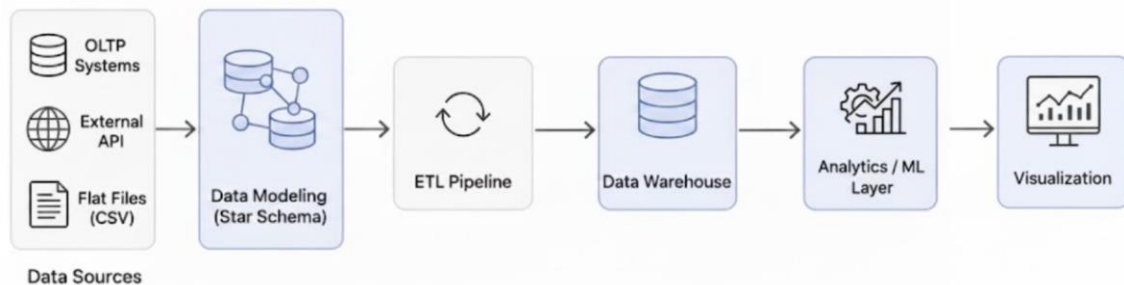 OLTP
Systems
External
API
Flat Files
(CSV)
Data Sources
Data Modeling
(Star Schema)
ETL Pipeline
Data Warehouse
Analytics / ML
Layer
Visualization